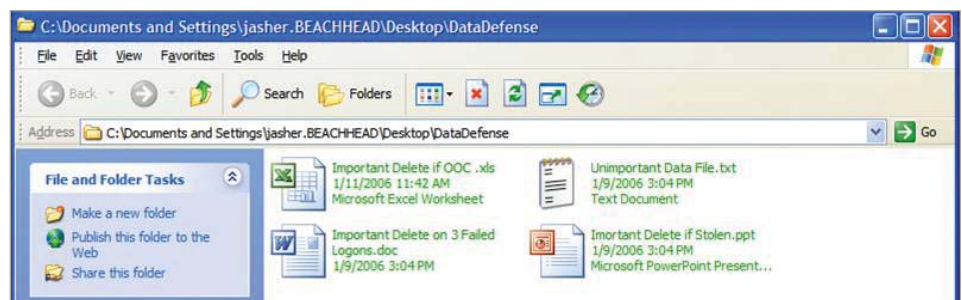 C:\Documents and Settings\jasher.BEACHHEAD\Desktop\DataDefense
File Edit View Favorites Tools Help
Back Search Folders
Address C:\Documents and Settings\jasher.BEACHHEAD\Desktop\DataDefense Go
File and Folder Tasks
Make a new folder
Publish this folder to the
Web
Share this folder
Important Delete if OOC .xls
1/11/2006 11:42 AM
Microsoft Excel Worksheet
Unimportant Data File.txt
1/9/2006 3:04 PM
Text Document
Important Delete on 3 Failed
Logons.doc
1/9/2006 3:04 PM
Imortant Delete if Stolen.ppt
1/9/2006 3:04 PM
Microsoft PowerPoint Present...